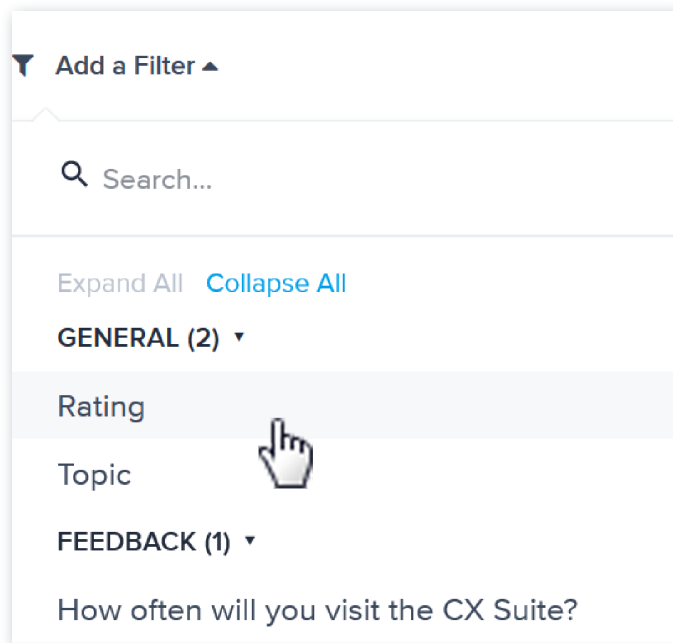 Add a Filter
Search...
Expand All Collapse All
GENERAL (2)
Rating
Topic
FEEDBACK (1)
How often will you visit the CX Suite?